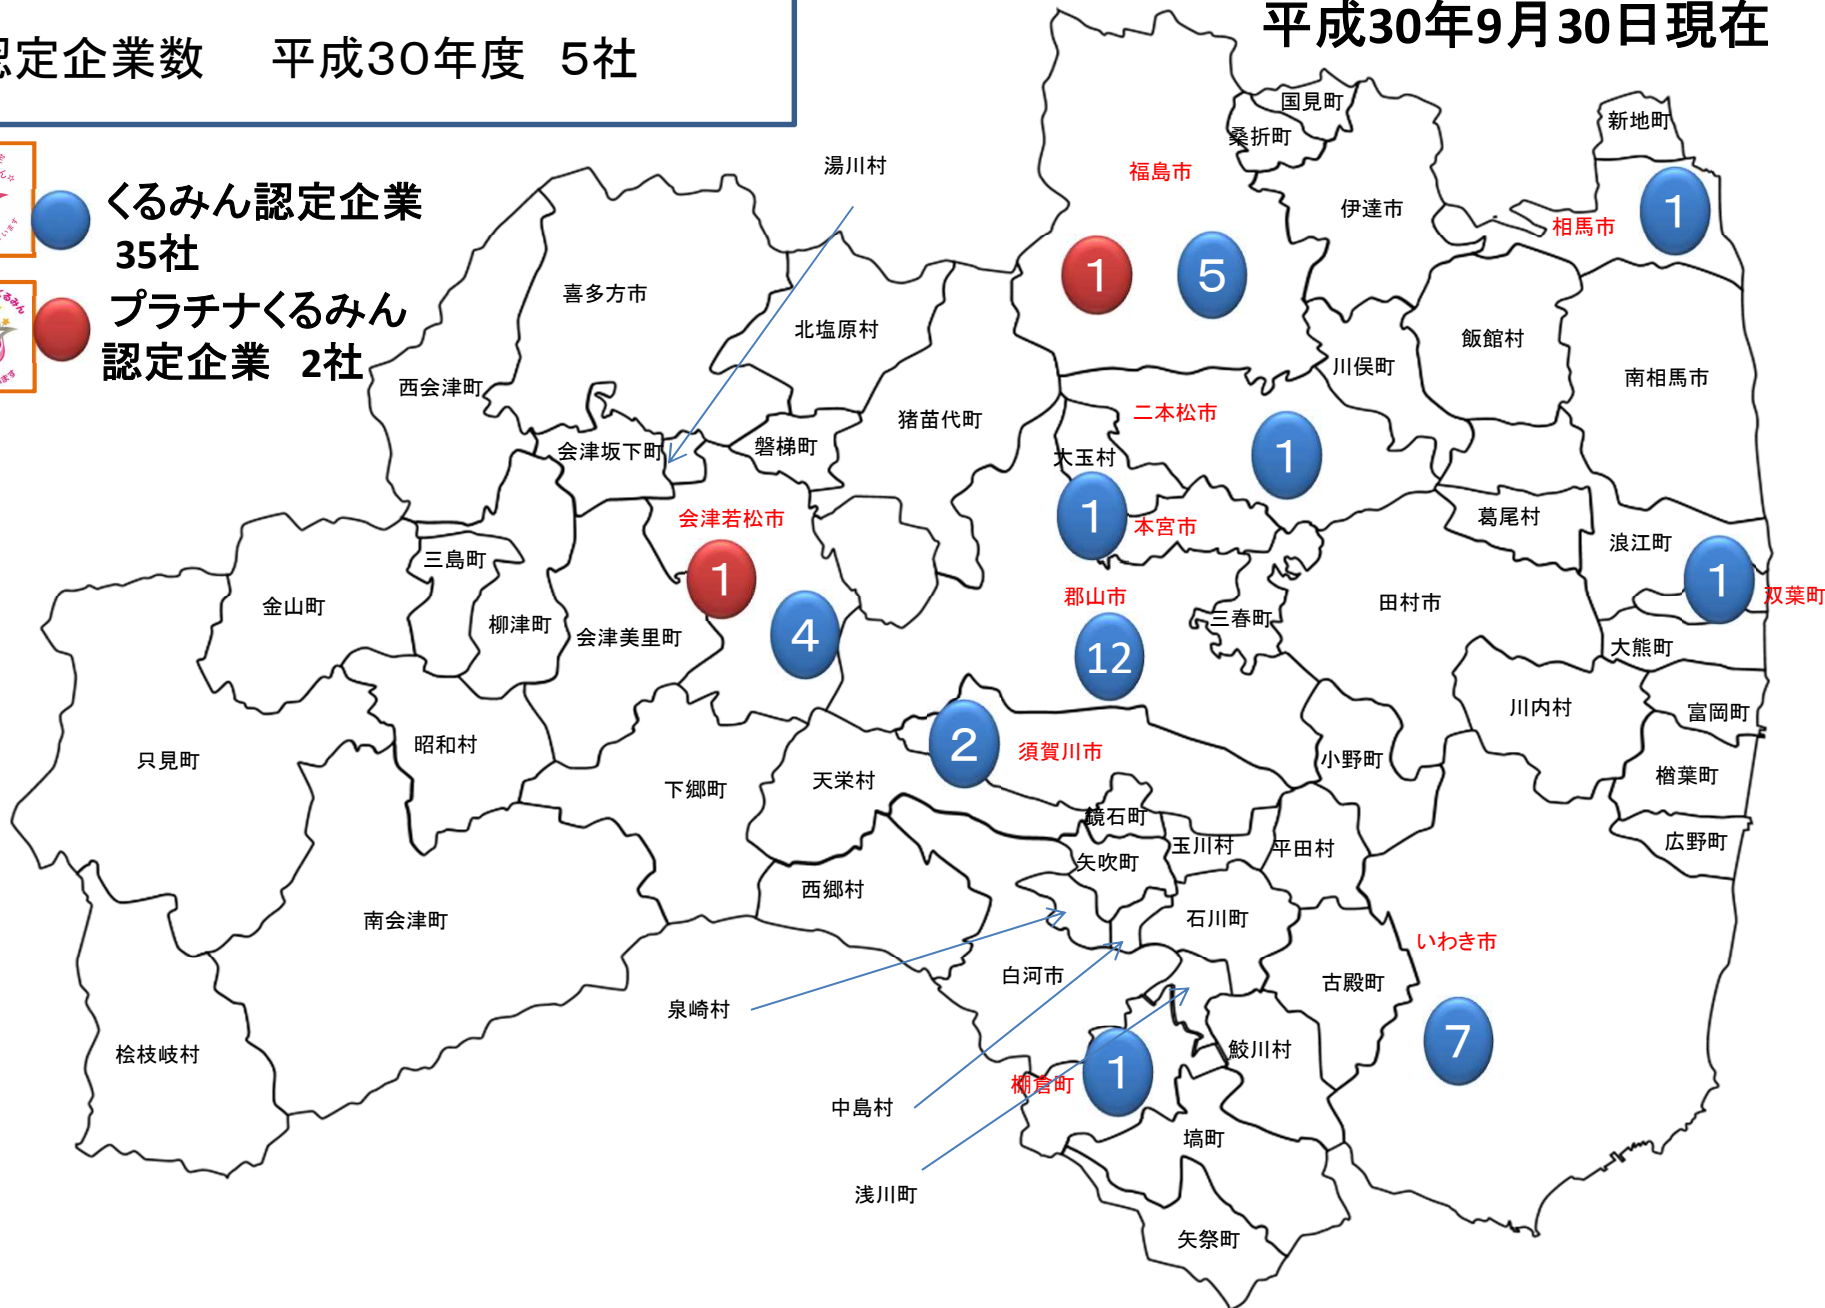 平成30年9月30日現在
認定企業数　平成３０年度　５社
くるみん認定企業
35社
プラチナくるみん
認定企業　2社
国見町
新地町
桑折町
湯川村
福島市
伊達市
相馬市
1
1
5
喜多方市
北塩原村
飯館村
川俣町
南相馬市
西会津町
二本松市
猪苗代町
会津坂下町
磐梯町
1
大玉村
会津若松市
1
本宮市
葛尾村
浪江町
三島町
1
1
双葉町
金山町
郡山市
田村市
柳津町
会津美里町
4
三春町
大熊町
12
川内村
富岡町
昭和村
2
須賀川市
只見町
小野町
下郷町
天栄村
楢葉町
鏡石町
玉川村
平田村
広野町
矢吹町
西郷村
南会津町
石川町
いわき市
白河市
古殿町
泉崎村
桧枝岐村
鮫川村
7
棚倉町
1
中島村
塙町
浅川町
矢祭町